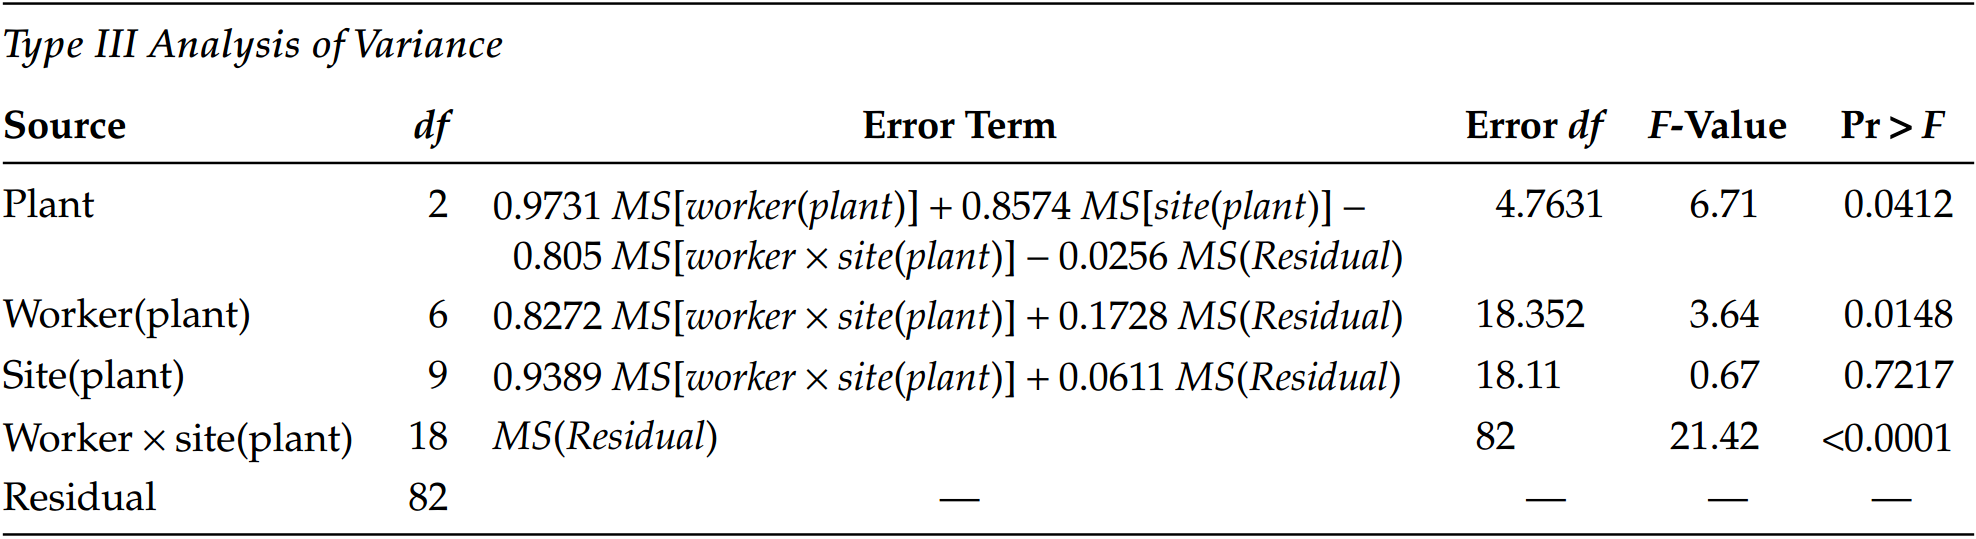 Type III Analysis of Variance
Source df Error Term Error df F-Value Pr > F
Plant 2 0.9731 MS[worker(plant)] + 0.8574 MS[site(plant)] − 4.7631 6.71 0.0412
0.805 MS[worker × site(plant)] − 0.0256 MS(Residual)
Worker(plant) 6 0.8272 MS[worker × site(plant)] + 0.1728 MS(Residual) 18.352 3.64 0.0148
Site(plant) 9 0.9389 MS[worker × site(plant)] + 0.0611 MS(Residual) 18.11 0.67 0.7217
Worker × site(plant) 18 MS(Residual) 82 21.42 <0.0001
Residual 82 — — — —